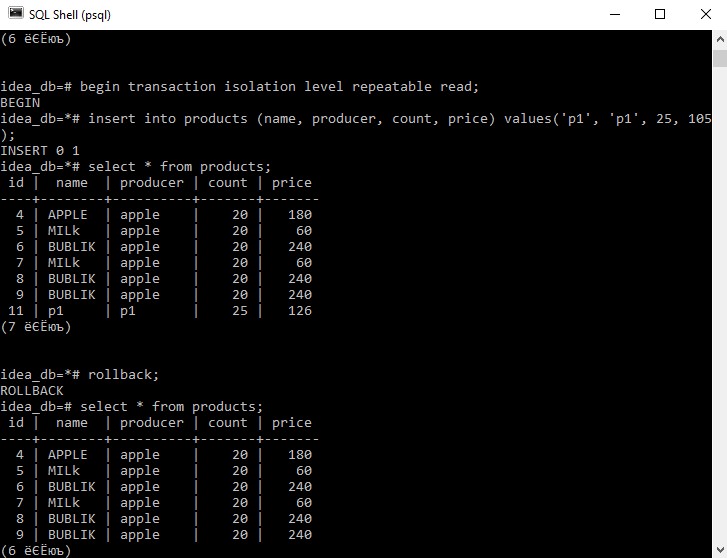 SQL Shell (psql)
(6 ёЄЁюъ)
idea_db=# begin transaction isolation level repeatable read;
BEGIN
idea_db=*# insert into products (name, producer, count, price) values('p1', 'p1', 25, 105
);
INSERT 0 1
idea_db=*# select * from products;
 id |  name  | producer | count | price
----+--------+----------+-------+-------
  4 | APPLE  | apple    |    20 |   180
  5 | MILk   | apple    |    20 |    60
  6 | BUBLIK | apple    |    20 |   240
  7 | MILk   | apple    |    20 |    60
  8 | BUBLIK | apple    |    20 |   240
  9 | BUBLIK | apple    |    20 |   240
 11 | p1     | p1       |    25 |   126
(7 ёЄЁюъ)
idea_db=*# rollback;
ROLLBACK
idea_db=# select * from products;
 id |  name  | producer | count | price
----+--------+----------+-------+-------
  4 | APPLE  | apple    |    20 |   180
  5 | MILk   | apple    |    20 |    60
  6 | BUBLIK | apple    |    20 |   240
  7 | MILk   | apple    |    20 |    60
  8 | BUBLIK | apple    |    20 |   240
  9 | BUBLIK | apple    |    20 |   240
(6 ёЄЁюъ)